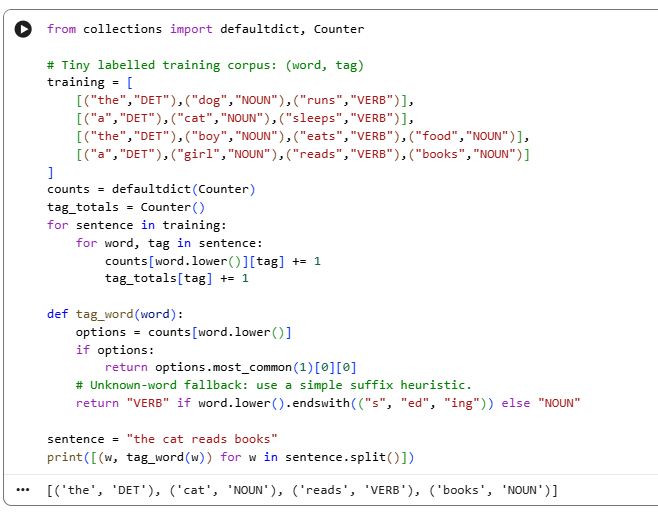 from collections import defaultdict, Counter

# Tiny labelled training corpus: (word, tag)
training = [
    [("the","DET"),("dog","NOUN"),("runs","VERB")],
    [("a","DET"),("cat","NOUN"),("sleeps","VERB")],
    [("the","DET"),("boy","NOUN"),("eats","VERB"),("food","NOUN")],
    [("a","DET"),("girl","NOUN"),("reads","VERB"),("books","NOUN")]
]
counts = defaultdict(Counter)
tag_totals = Counter()
for sentence in training:
    for word, tag in sentence:
        counts[word.lower()][tag] += 1
        tag_totals[tag] += 1

def tag_word(word):
    options = counts[word.lower()]
    if options:
        return options.most_common(1)[0][0]
    # Unknown-word fallback: use a simple suffix heuristic.
    return "VERB" if word.lower().endswith(("s", "ed", "ing")) else "NOUN"

sentence = "the cat reads books"
print([(w, tag_word(w)) for w in sentence.split()])
[('the', 'DET'), ('cat', 'NOUN'), ('reads', 'VERB'), ('books', 'NOUN')]